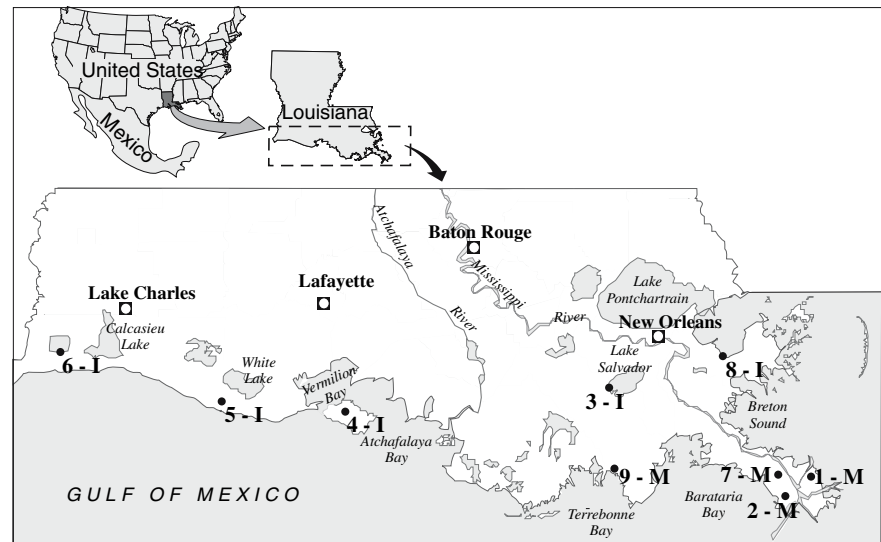 United States
Mexico
Louisiana
Atchafalaya
River
Baton Rouge
Mississippi
River
Lafayette
Lake Charles
Calcasieu
Lake
Lake
Pontchartrain
New Orleans
Lake
Salvador
White
Lake
Vermilion
Bay
6 - I
5 - I
4 - I
3 - I
8 - I
Breton
Sound
Atchafalaya
Bay
9 - M
7 - M
1 - M
2 - M
Barataria
Bay
Terrebonne
Bay
GULF OF MEXICO